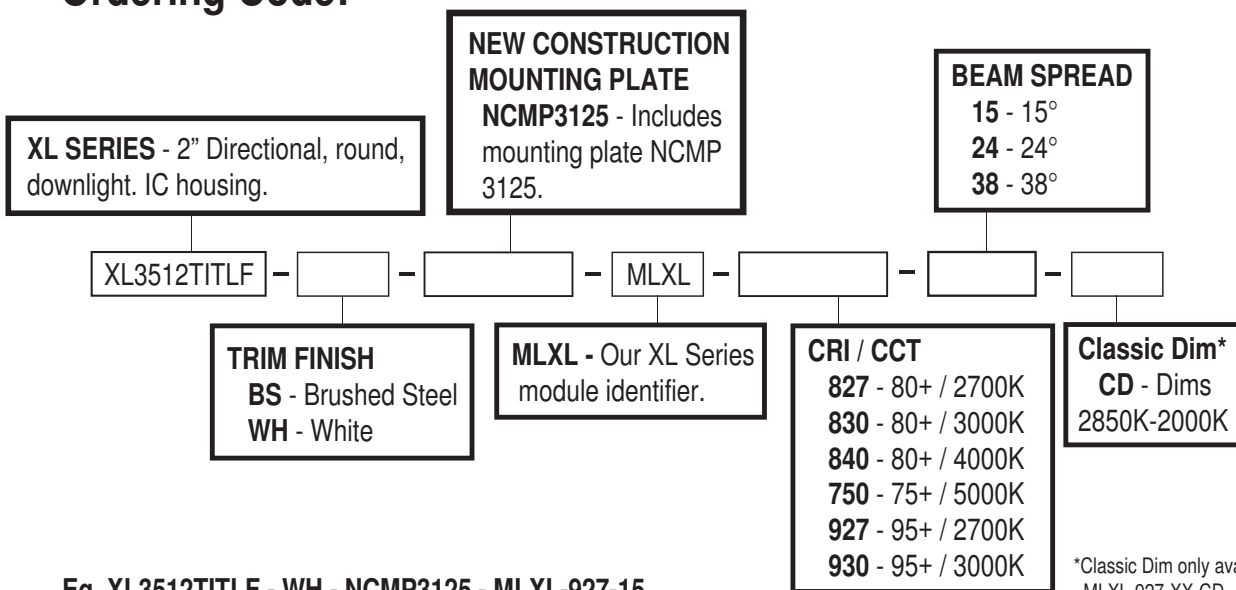 NEW CONSTRUCTION
MOUNTING PLATE
NCMP3125 - Includes
mounting plate NCMP
3125.
BEAM SPREAD
15 - 15°
24 - 24°
38 - 38°
XL SERIES - 2” Directional, round,
downlight. IC housing.
XL3512TITLF - - - MLXL - - -
TRIM FINISH
BS - Brushed Steel
WH - White
MLXL - Our XL Series
module identifier.
CRI / CCT
827 - 80+ / 2700K
830 - 80+ / 3000K
840 - 80+ / 4000K
750 - 75+ / 5000K
927 - 95+ / 2700K
930 - 95+ / 3000K
Classic Dim*
CD - Dims
2850K-2000K
*Classic Dim only